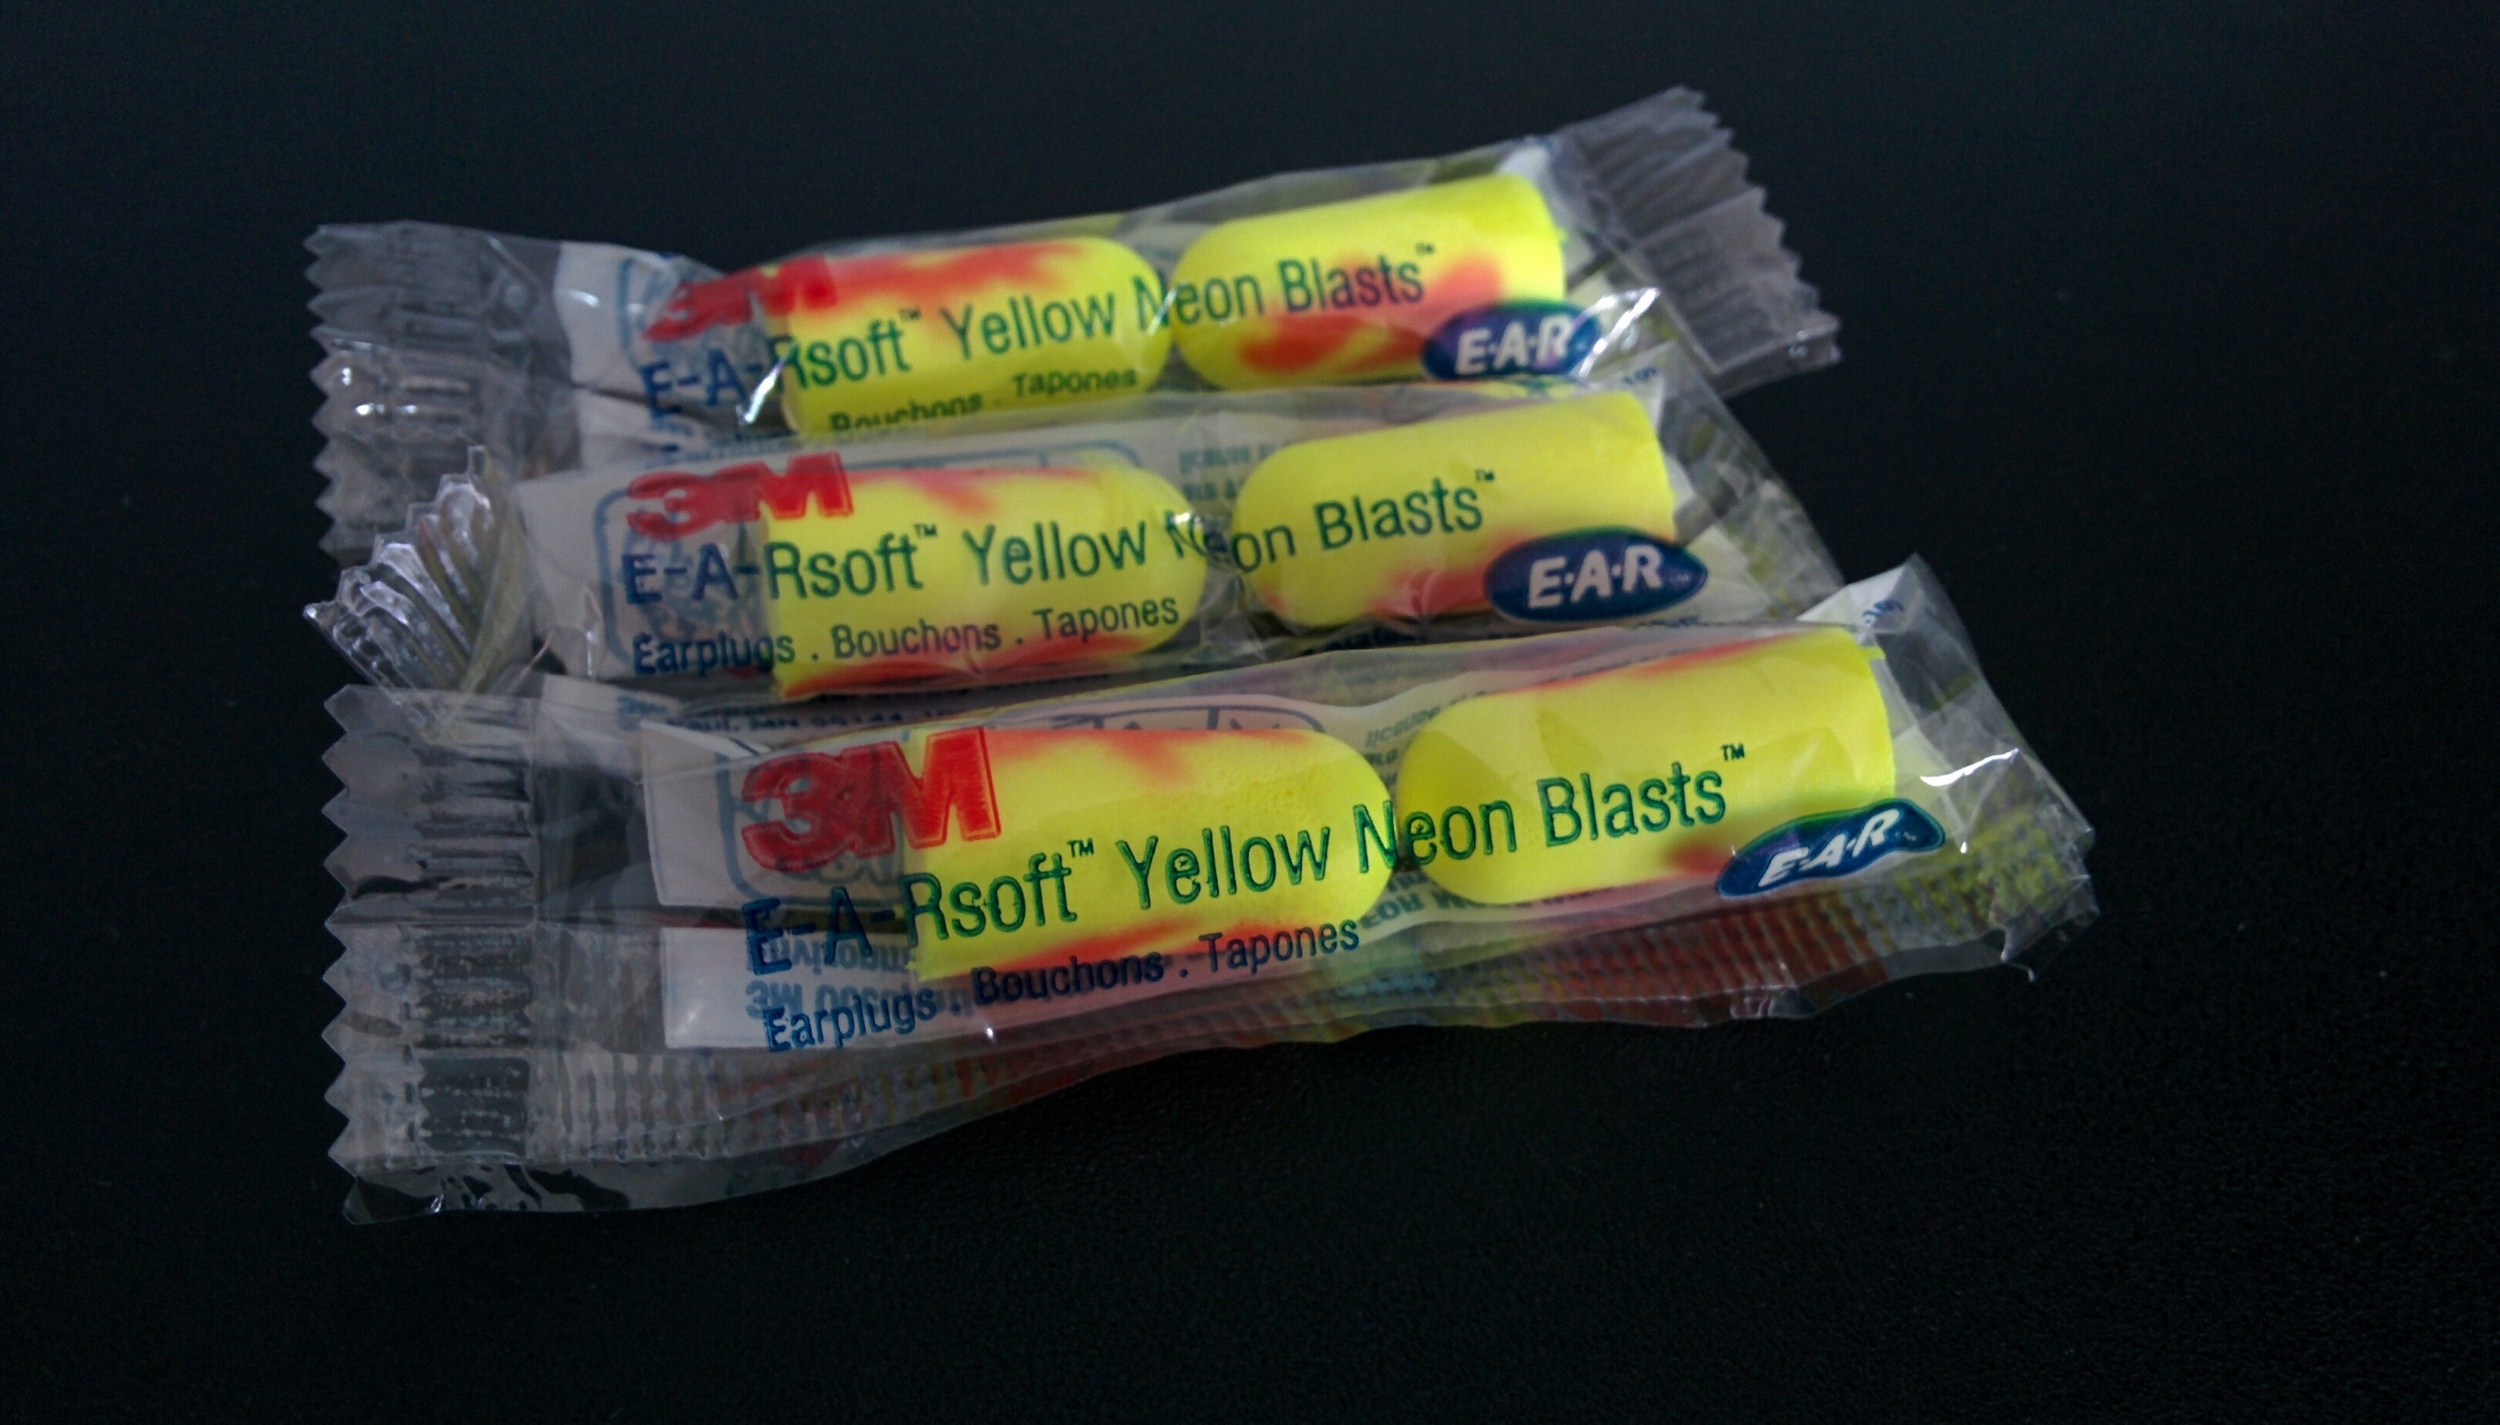 3M
E-A-Rsoft™ Yellow Neon Blasts™
E·A·R
Bouchons . Tapones
3M
E-A-Rsoft™ Yellow Neon Blasts™
E·A·R
Earplugs . Bouchons . Tapones
3M
E-A-Rsoft™ Yellow Neon Blasts™
E·A·R
Earplugs . Bouchons . Tapones